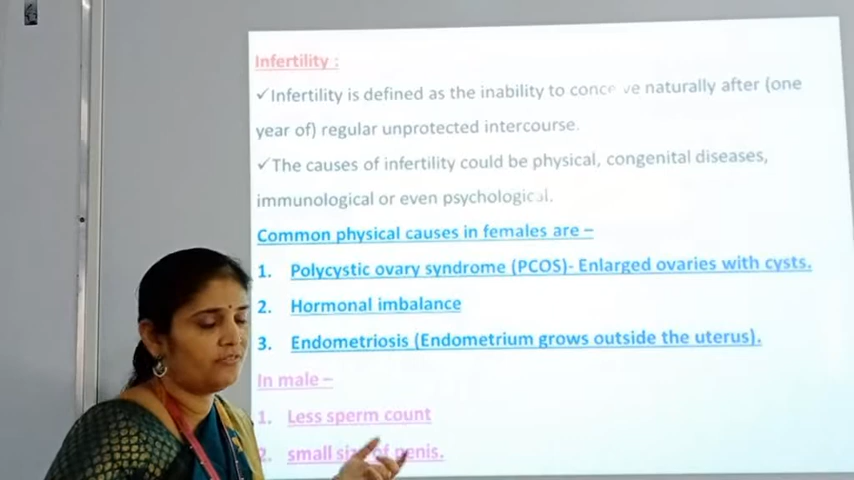 Infertility :
✓Infertility is defined as the inability to conce ve naturally after (one
year of) regular unprotected intercourse.
✓The causes of infertility could be physical, congenital diseases,
immunological or even psychological.
Common physical causes in females are –
1. Polycystic ovary syndrome (PCOS)- Enlarged ovaries with cysts.
2. Hormonal imbalance
3. Endometriosis (Endometrium grows outside the uterus).
In male –
1. Less sperm count
2. small size of penis.